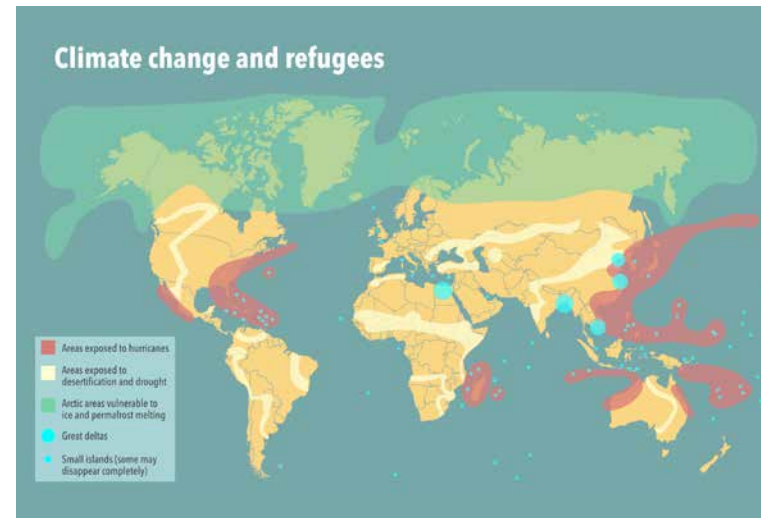 Climate change and refugees
Areas exposed to hurricanes
Areas exposed to
desertification and drought
Arctic areas vulnerable to
ice and permafrost melting
Great deltas
Small islands (some may
disappear completely)